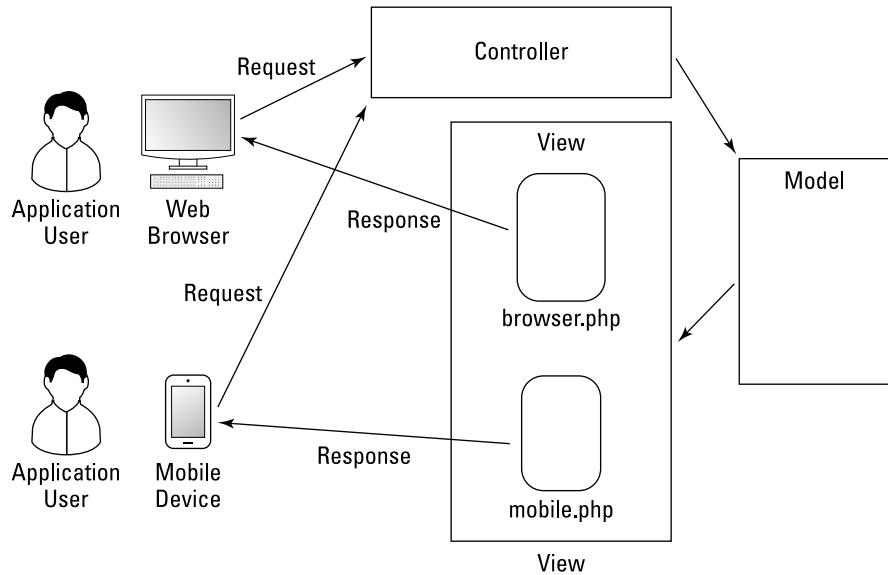 Controller
Request
View
Model
Application
User
Web
Browser
Response
Request
browser.php
Application
User
Mobile
Device
Response
mobile.php
View